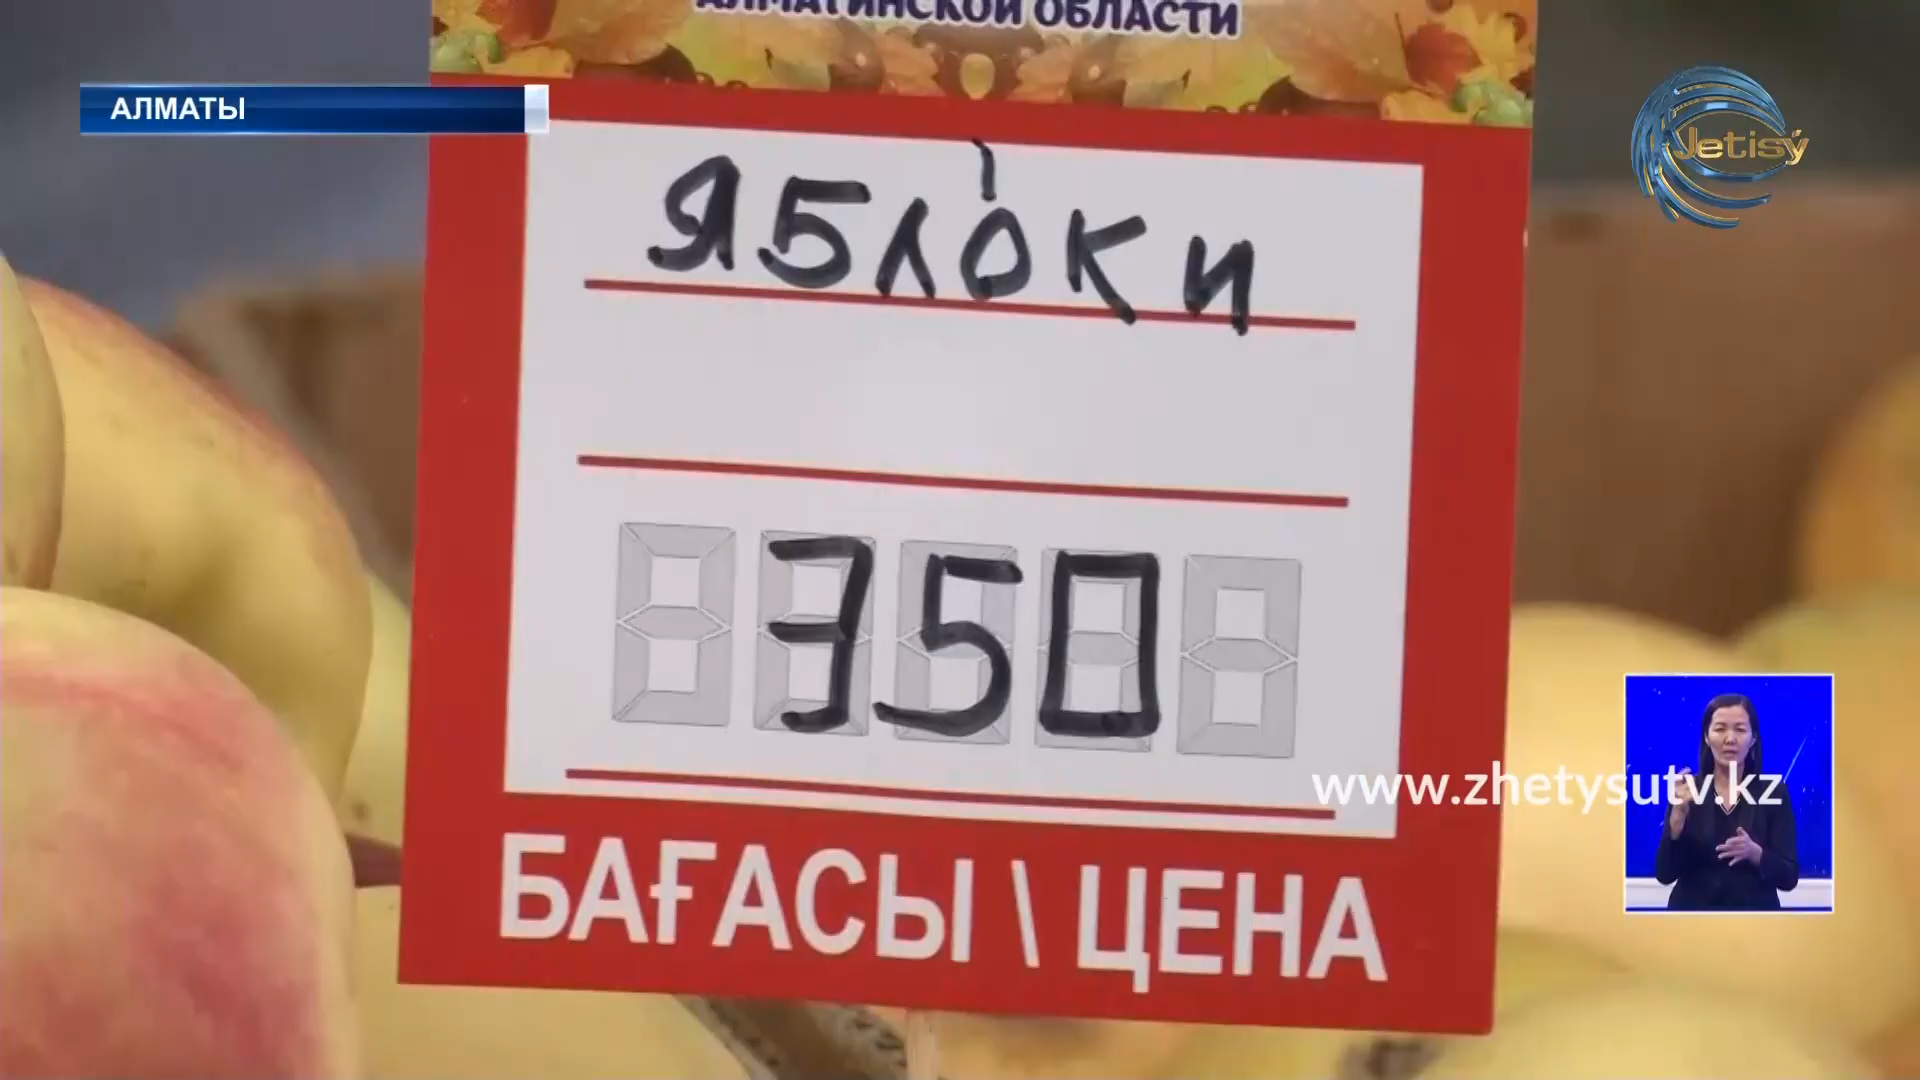 АЛМАТИНСКОЙ ОБЛАСТИ
АЛМАТЫ
Jetisý
ЯБЛОКИ
350
www.zhetysutv.kz
БАҒАСЫ \ ЦЕНА